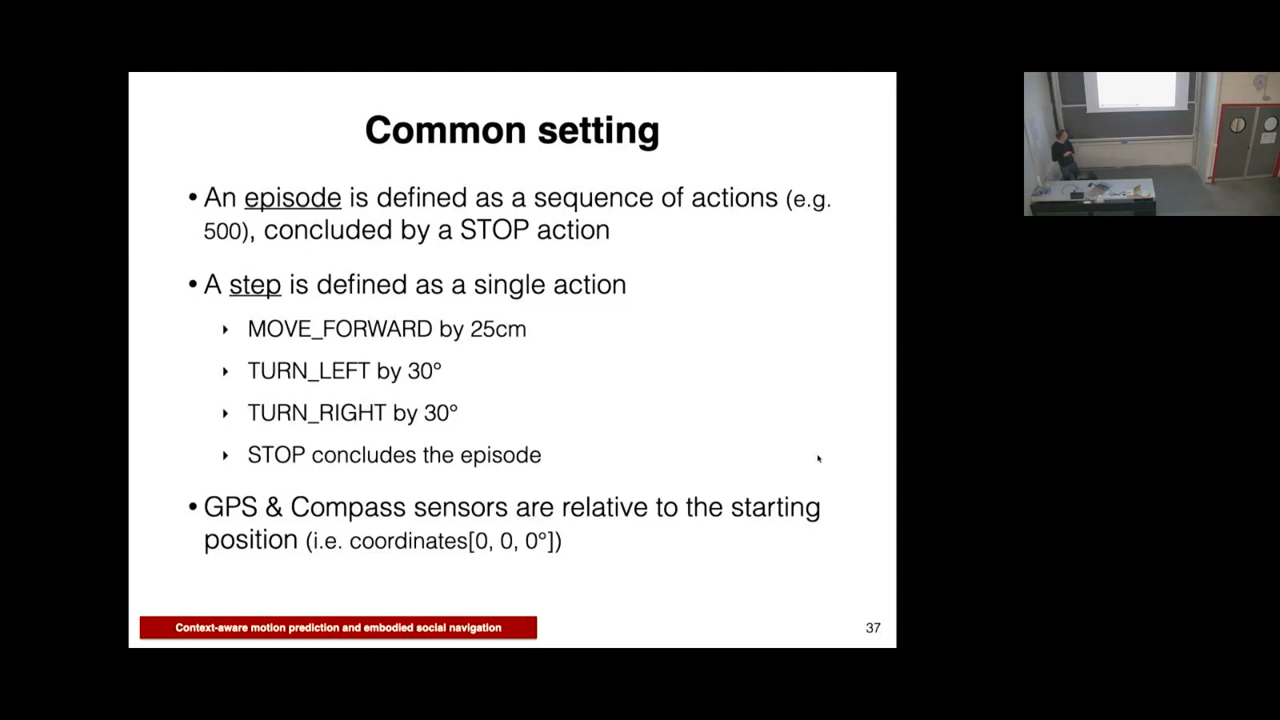 Common setting
• An episode is defined as a sequence of actions (e.g.
500), concluded by a STOP action
• A step is defined as a single action
‣ MOVE_FORWARD by 25cm
‣ TURN_LEFT by 30°
‣ TURN_RIGHT by 30°
‣ STOP concludes the episode
• GPS & Compass sensors are relative to the starting
position (i.e. coordinates[0, 0, 0°])
Context-aware motion prediction and embodied social navigation
37